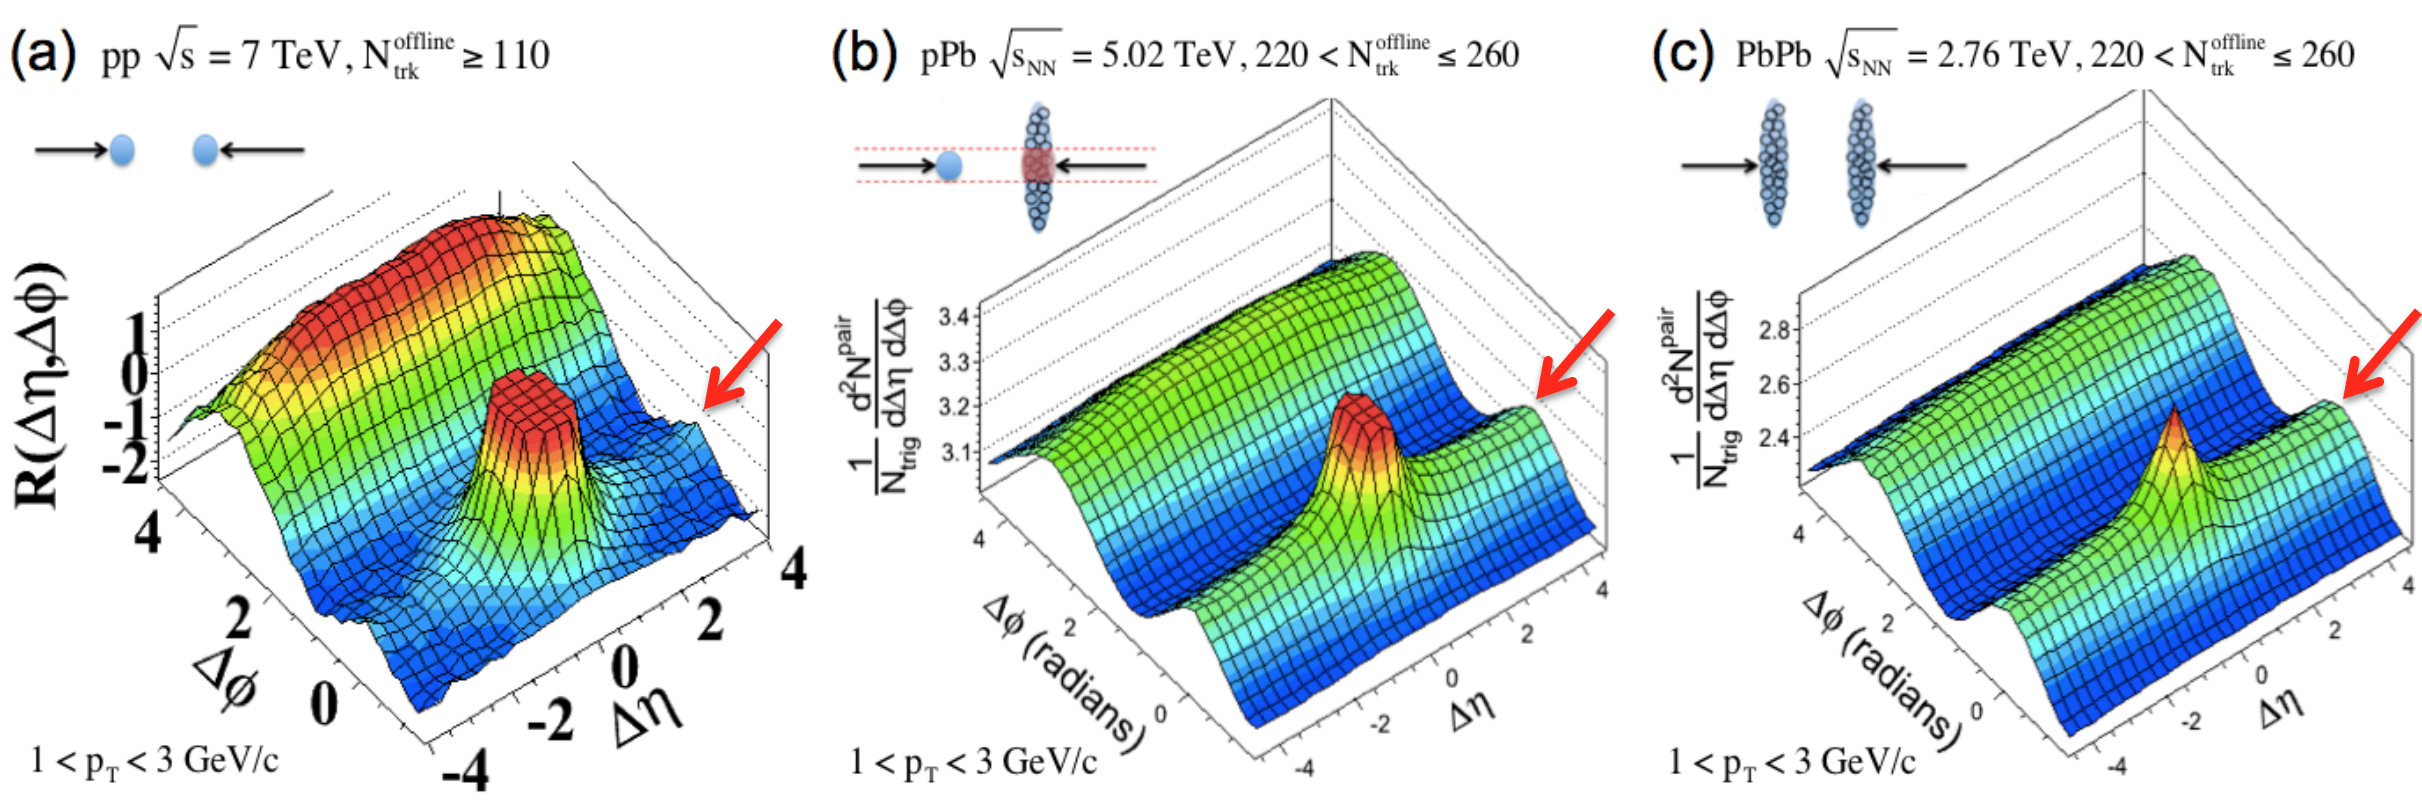 (a) pp √s = 7 TeV, N_trk^offline ≥ 110
R(Δη,Δϕ)
1
0
-1
-2
4
2
0
Δϕ
-4
-2
0
2
4
Δη
1 < p_T < 3 GeV/c
(b) pPb √s_NN = 5.02 TeV, 220 < N_trk^offline ≤ 260
1/N_trig d²N^pair/dΔη dΔϕ
3.4
3.3
3.2
3.1
4
2
0
Δϕ (radians)
-4
-2
0
2
4
Δη
1 < p_T < 3 GeV/c
(c) PbPb √s_NN = 2.76 TeV, 220 < N_trk^offline ≤ 260
1/N_trig d²N^pair/dΔη dΔϕ
2.8
2.6
2.4
4
2
0
Δϕ (radians)
-4
-2
0
2
4
Δη
1 < p_T < 3 GeV/c